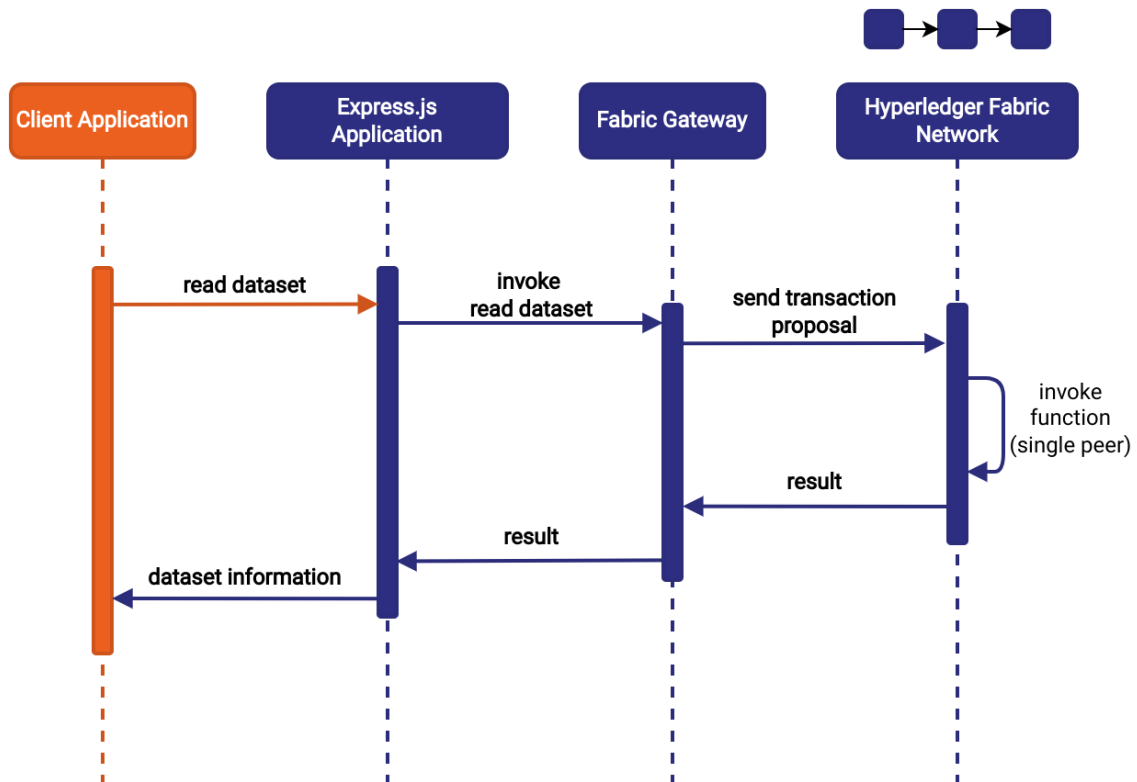 Client Application
Express.js
Application
Fabric Gateway
Hyperledger Fabric
Network
read dataset
invoke
read dataset
send transaction
proposal
invoke
function
(single peer)
result
result
dataset information